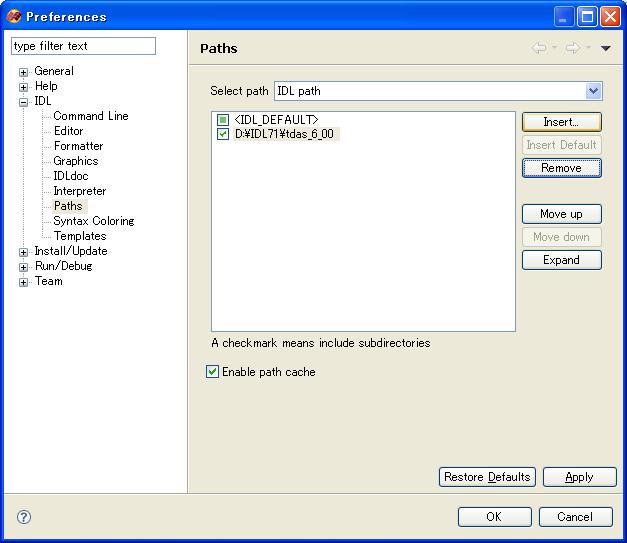 Preferences
type filter text
General
Help
IDL
Command Line
Editor
Formatter
Graphics
IDLdoc
Interpreter
Paths
Syntax Coloring
Templates
Install/Update
Run/Debug
Team
Paths
Select path IDL path
<IDL_DEFAULT>
D:¥IDL71¥tdas_6_00
Insert...
Insert Default
Remove
Move up
Move down
Expand
A checkmark means include subdirectories
Enable path cache
Restore Defaults Apply
? OK Cancel